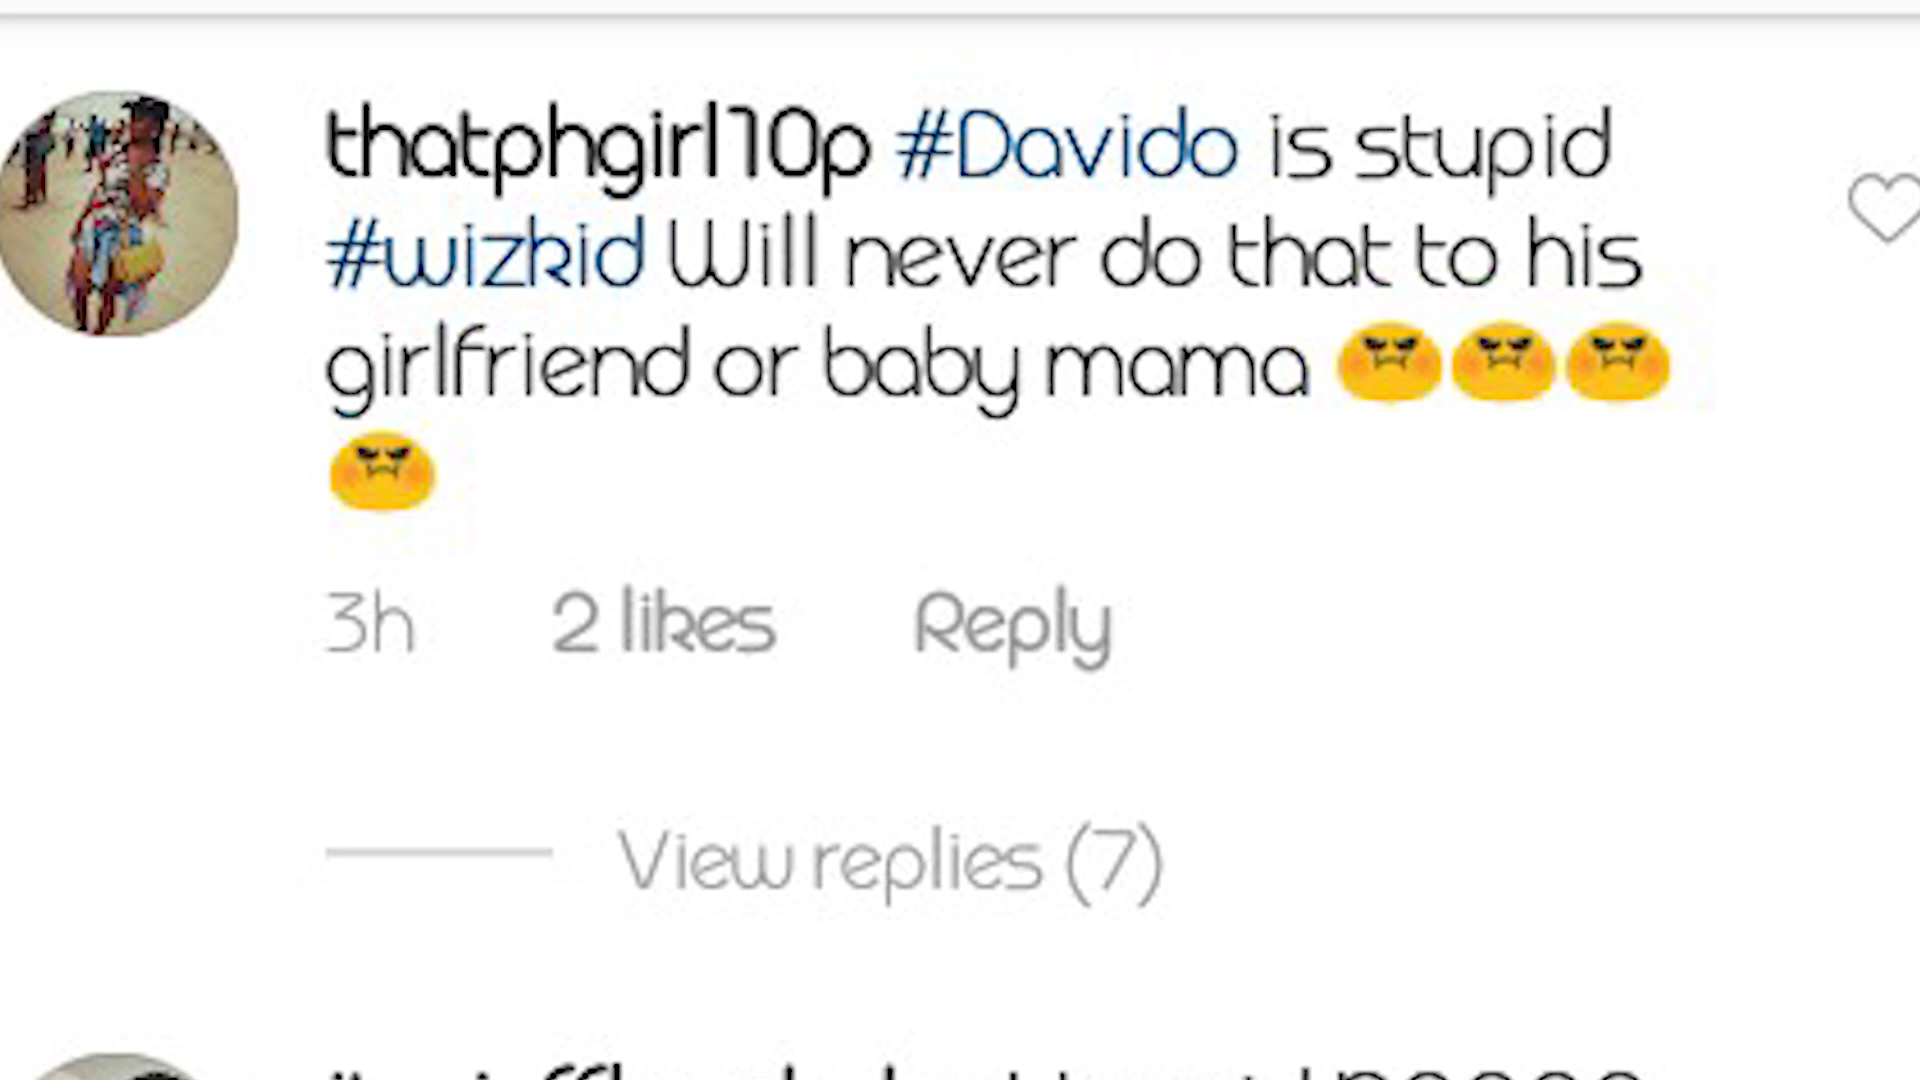 thatphgirl10p #Davido is stupid
#wizkid Will never do that to his
girlfriend or baby mama 😡😡😡
😡
3h 2 likes Reply
View replies (7)